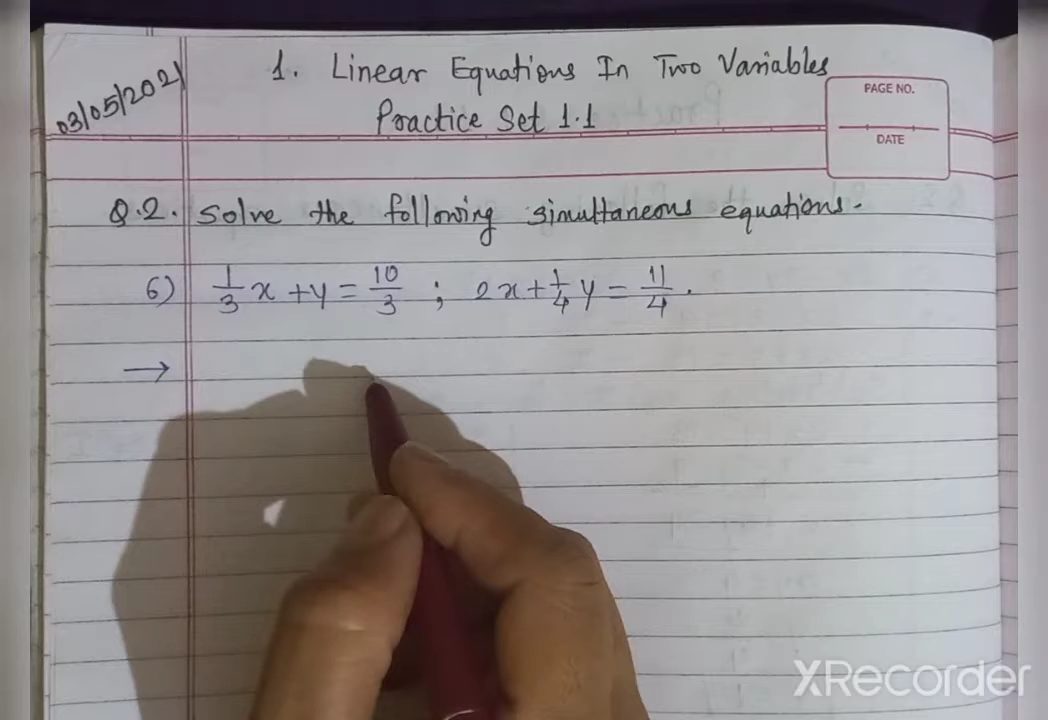 1. Linear Equations In Two Variables
03/05/2021
Practice Set 1.1
PAGE NO.
DATE
Q.2. Solve the following simultaneous equations.
6) 1/3 x + y = 10/3 ; 2x + 1/4 y = 11/4 .
→
XRecorder